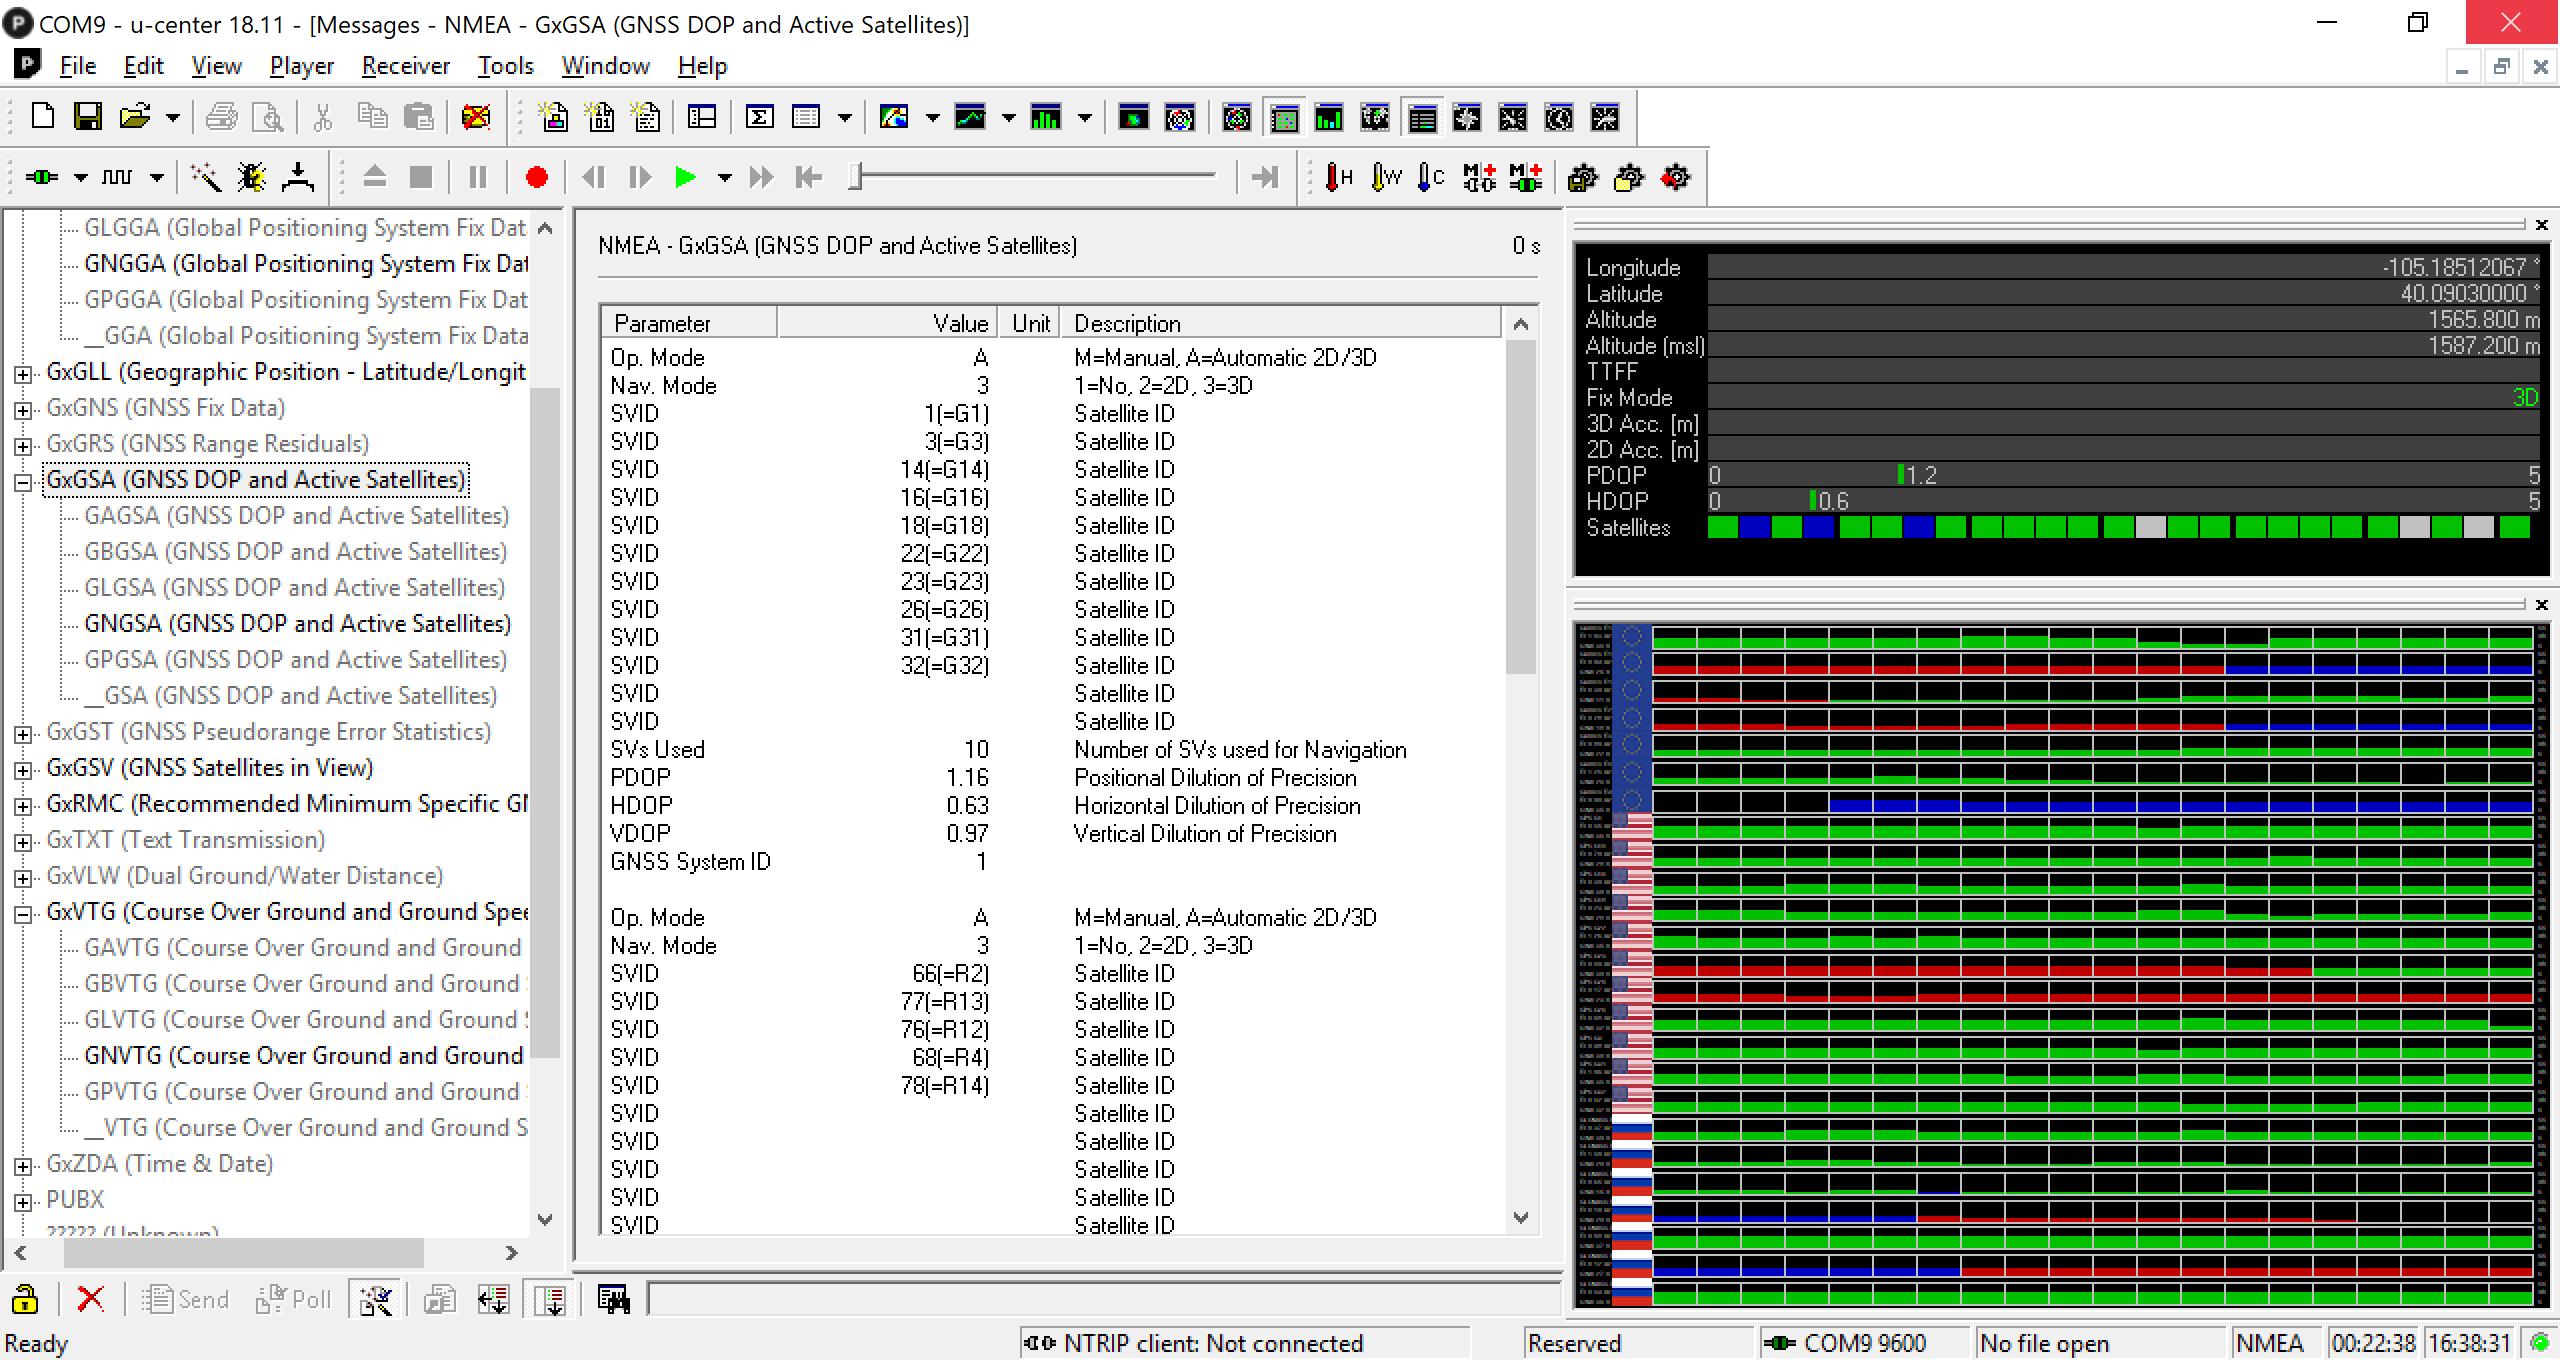 COM9 - u-center 18.11 - [Messages - NMEA - GxGSA (GNSS DOP and Active Satellites)]
File Edit View Player Receiver Tools Window Help
H W C
GLGGA (Global Positioning System Fix Dat
GNGGA (Global Positioning System Fix Dat
GPGGA (Global Positioning System Fix Dat
__GGA (Global Positioning System Fix Data
GxGLL (Geographic Position - Latitude/Longit
GxGNS (GNSS Fix Data)
GxGRS (GNSS Range Residuals)
GxGSA (GNSS DOP and Active Satellites)
GAGSA (GNSS DOP and Active Satellites)
GBGSA (GNSS DOP and Active Satellites)
GLGSA (GNSS DOP and Active Satellites)
GNGSA (GNSS DOP and Active Satellites)
GPGSA (GNSS DOP and Active Satellites)
__GSA (GNSS DOP and Active Satellites)
GxGST (GNSS Pseudorange Error Statistics)
GxGSV (GNSS Satellites in View)
GxRMC (Recommended Minimum Specific GN
GxTXT (Text Transmission)
GxVLW (Dual Ground/Water Distance)
GxVTG (Course Over Ground and Ground Spee
GAVTG (Course Over Ground and Ground
GBVTG (Course Over Ground and Ground
GLVTG (Course Over Ground and Ground S
GNVTG (Course Over Ground and Ground
GPVTG (Course Over Ground and Ground
__VTG (Course Over Ground and Ground S
GxZDA (Time & Date)
PUBX
????? (Unknown)
NMEA - GxGSA (GNSS DOP and Active Satellites) 0 s
Parameter Value Unit Description
Op. Mode A M=Manual, A=Automatic 2D/3D
Nav. Mode 3 1=No, 2=2D, 3=3D
SVID 1(=G1) Satellite ID
SVID 3(=G3) Satellite ID
SVID 14(=G14) Satellite ID
SVID 16(=G16) Satellite ID
SVID 18(=G18) Satellite ID
SVID 22(=G22) Satellite ID
SVID 23(=G23) Satellite ID
SVID 26(=G26) Satellite ID
SVID 31(=G31) Satellite ID
SVID 32(=G32) Satellite ID
SVID Satellite ID
SVID Satellite ID
SVs Used 10 Number of SVs used for Navigation
PDOP 1.16 Positional Dilution of Precision
HDOP 0.63 Horizontal Dilution of Precision
VDOP 0.97 Vertical Dilution of Precision
GNSS System ID 1
Op. Mode A M=Manual, A=Automatic 2D/3D
Nav. Mode 3 1=No, 2=2D, 3=3D
SVID 66(=R2) Satellite ID
SVID 77(=R13) Satellite ID
SVID 76(=R12) Satellite ID
SVID 68(=R4) Satellite ID
SVID 78(=R14) Satellite ID
SVID Satellite ID
SVID Satellite ID
SVID Satellite ID
SVID Satellite ID
SVID Satellite ID
Longitude -105.18512067 °
Latitude 40.09030000 °
Altitude 1565.800 m
Altitude (msl) 1587.200 m
TTFF
Fix Mode 3D
3D Acc. [m]
2D Acc. [m]
PDOP 0 1.2 5
HDOP 0 0.6 5
Satellites
Send Poll
Ready NTRIP client: Not connected Reserved COM9 9600 No file open NMEA 00:22:38 16:38:31